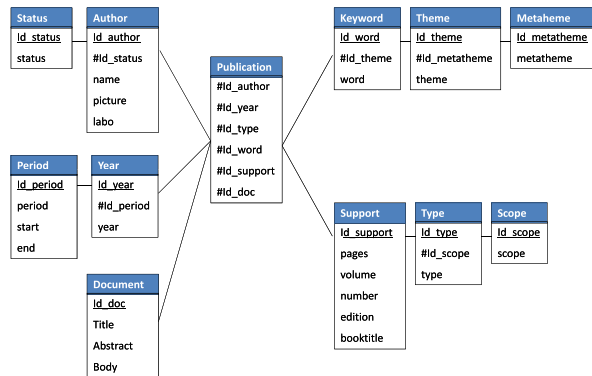 Status
Id_status
status
Author
Id_author
#Id_status
name
picture
labo
Publication
#Id_author
#Id_year
#Id_type
#Id_word
#Id_support
#Id_doc
Keyword
Id_word
#Id_theme
word
Theme
Id_theme
#Id_metatheme
theme
Metaheme
Id_metatheme
metatheme
Period
Id_period
period
start
end
Year
Id_year
#Id_period
year
Document
Id_doc
Title
Abstract
Body
Support
Id_support
pages
volume
number
edition
booktitle
Type
Id_type
#Id_scope
type
Scope
Id_scope
scope